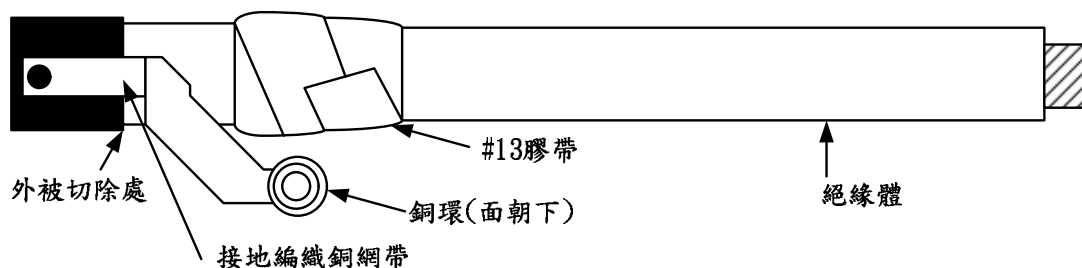 #13膠帶
外被切除處
絕緣體
銅環(面朝下)
接地編織銅網帶